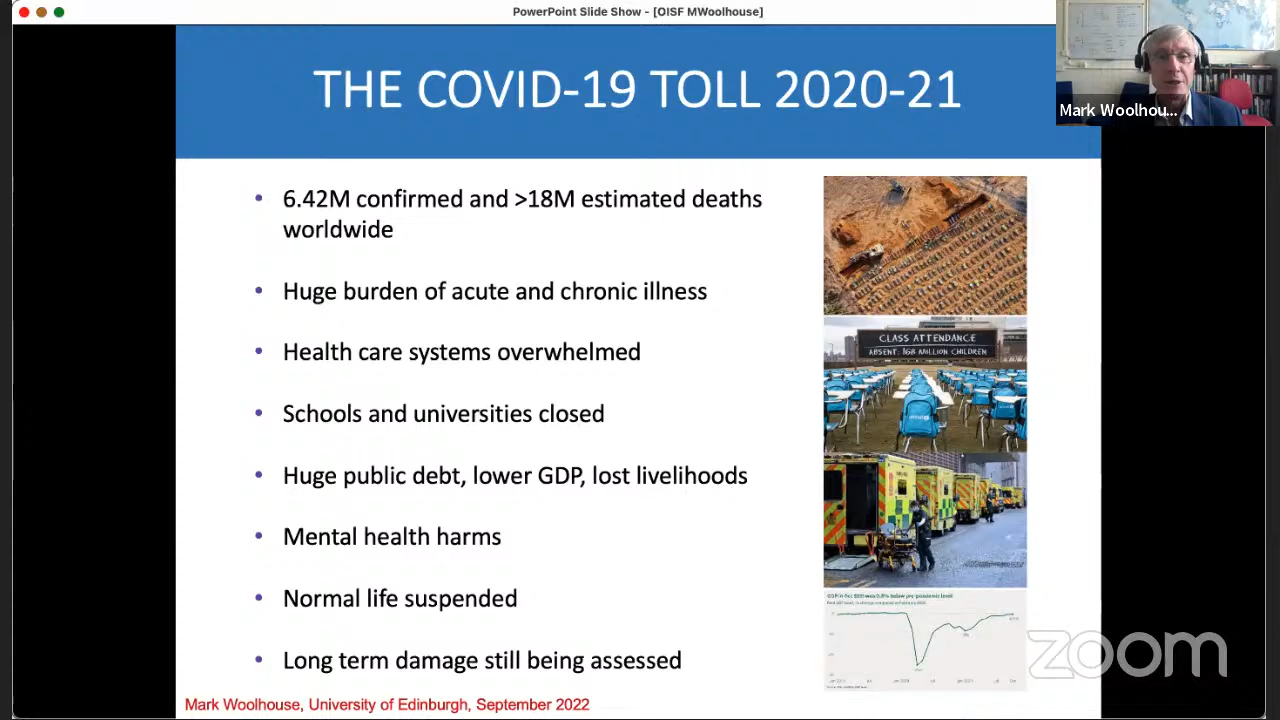 PowerPoint Slide Show - [OISF MWoolhouse]
THE COVID-19 TOLL 2020-21
Mark Woolhou...
• 6.42M confirmed and >18M estimated deaths
worldwide
• Huge burden of acute and chronic illness
• Health care systems overwhelmed
• Schools and universities closed
• Huge public debt, lower GDP, lost livelihoods
• Mental health harms
• Normal life suspended
• Long term damage still being assessed
CLASS ATTENDANCE
ABSENT: 168 MILLION CHILDREN
Mark Woolhouse, University of Edinburgh, September 2022
zoom